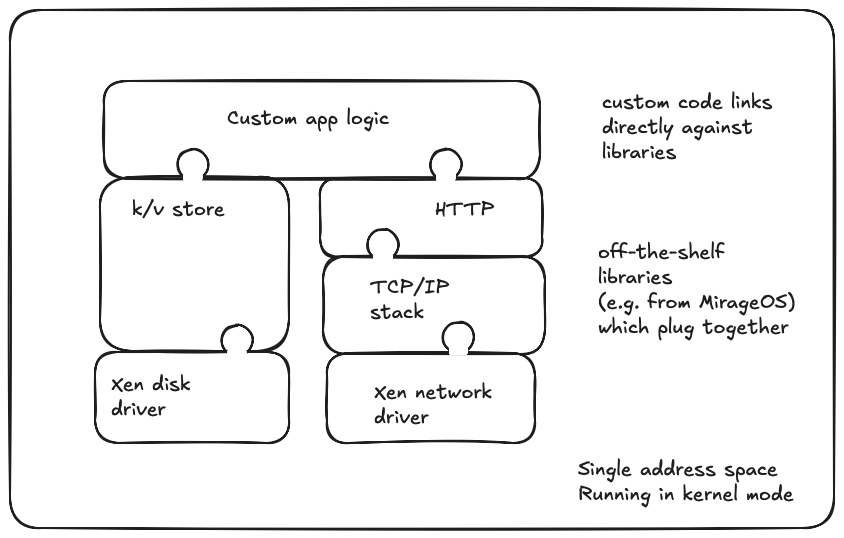 Custom app logic
custom code links
directly against
libraries
k/v store
HTTP
off-the-shelf
libraries
(e.g. from MirageOS)
which plug together
TCP/IP
stack
Xen disk
driver
Xen network
driver
Single address space
Running in kernel mode